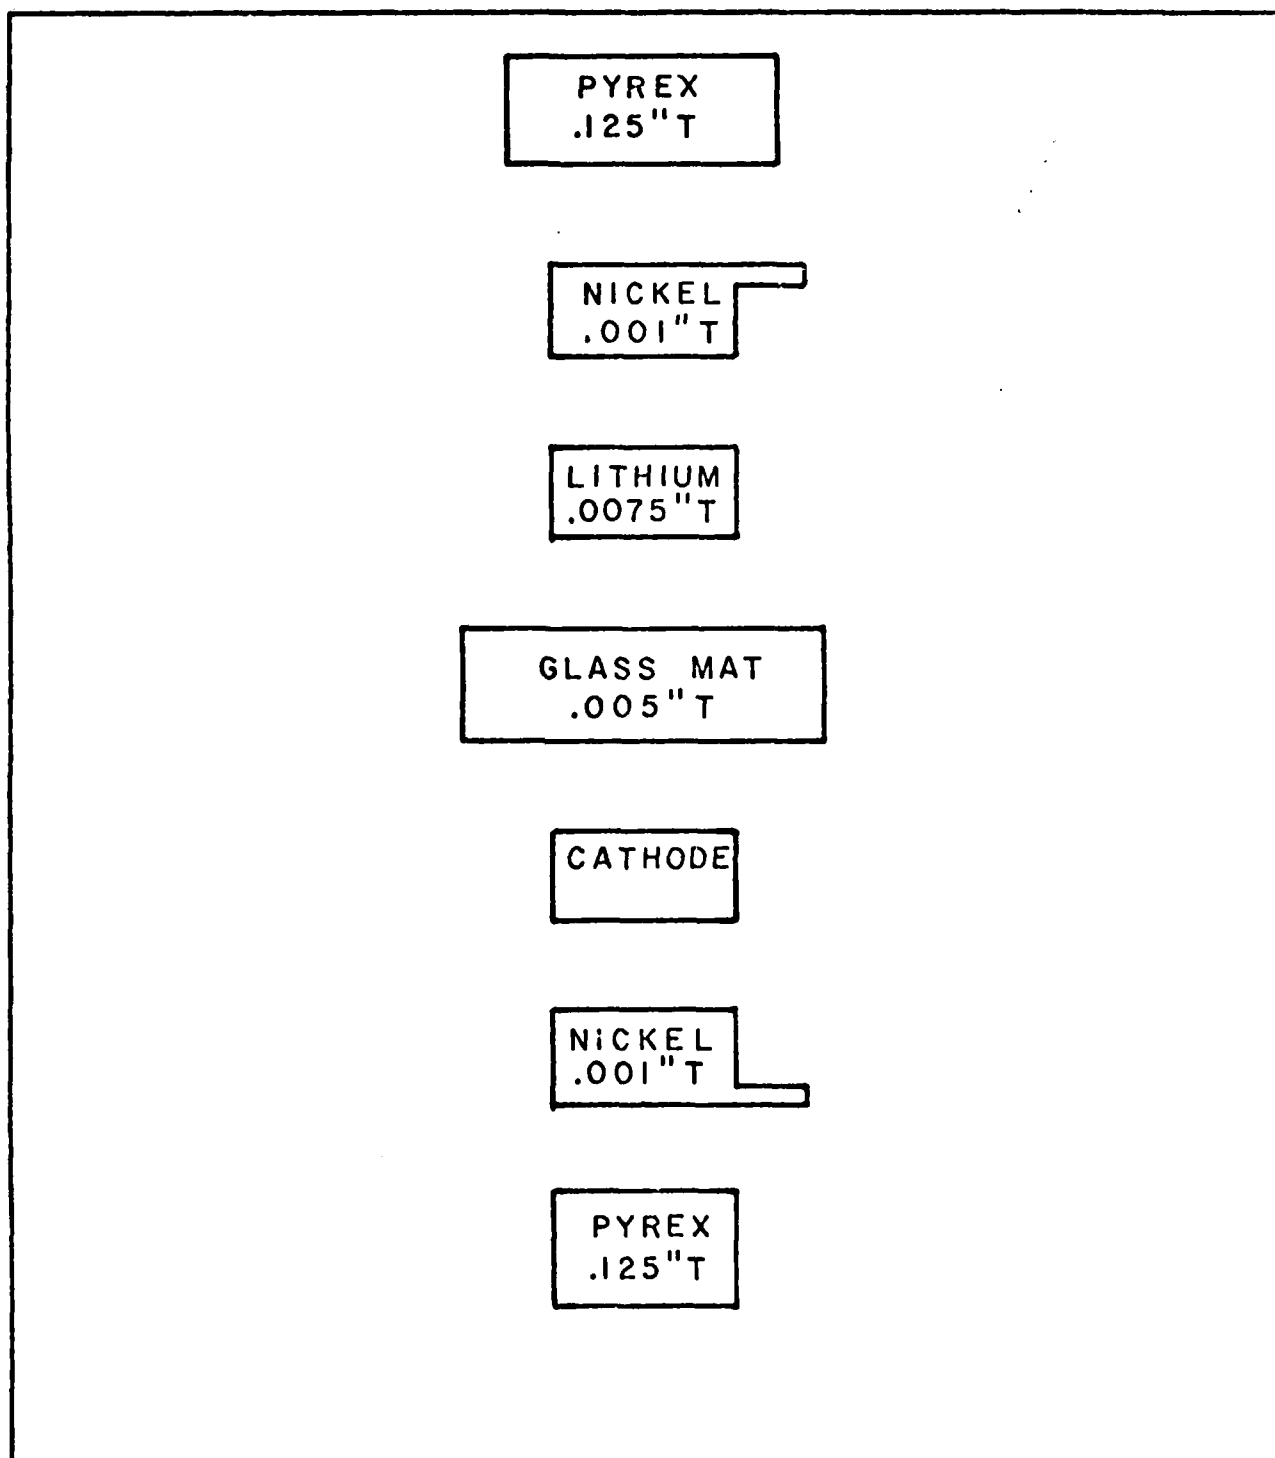 PYREX
.125"T
NICKEL
.001"T
LITHIUM
.0075"T
GLASS MAT
.005"T
CATHODE
NICKEL
.001"T
PYREX
.125"T